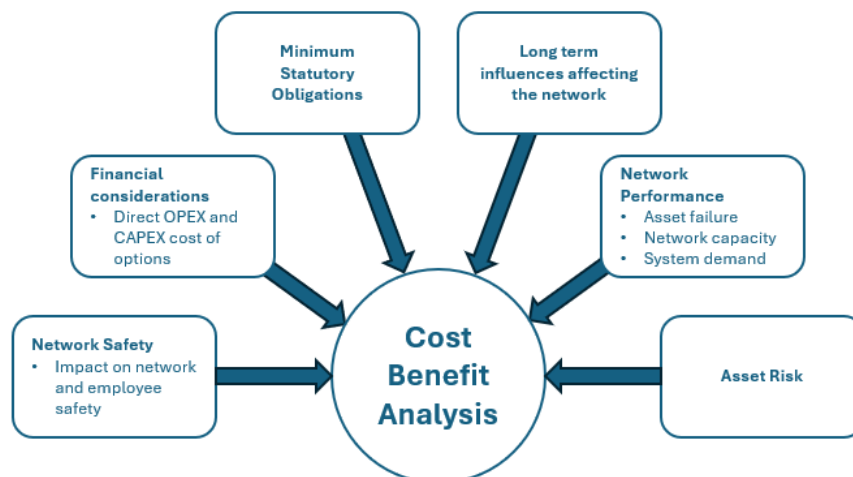 Minimum
Statutory
Obligations
Long term
influences affecting
the network
Financial
considerations
• Direct OPEX and
CAPEX cost of
options
Network
Performance
• Asset failure
• Network capacity
• System demand
Network Safety
• Impact on network
and employee
safety
Cost
Benefit
Analysis
Asset Risk